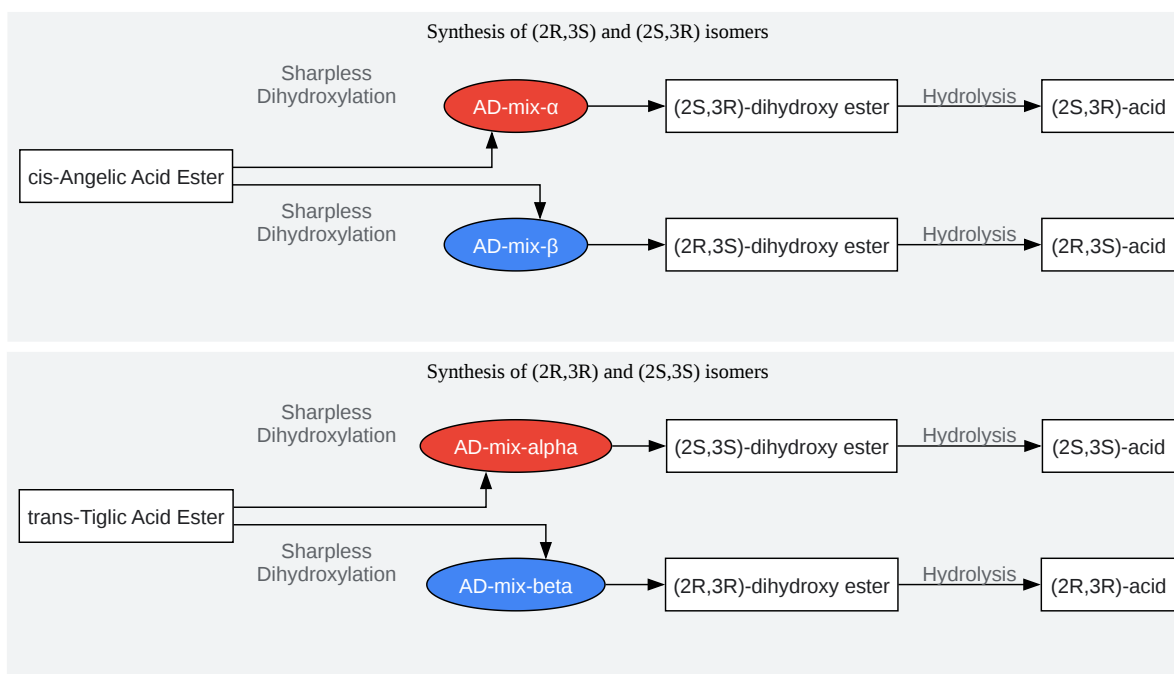 Synthesis of (2R,3S) and (2S,3R) isomers
Sharpless
Dihydroxylation
AD-mix-α
(2S,3R)-dihydroxy ester
Hydrolysis
(2S,3R)-acid
cis-Angelic Acid Ester
Sharpless
Dihydroxylation
AD-mix-β
(2R,3S)-dihydroxy ester
Hydrolysis
(2R,3S)-acid
Synthesis of (2R,3R) and (2S,3S) isomers
Sharpless
Dihydroxylation
AD-mix-alpha
(2S,3S)-dihydroxy ester
Hydrolysis
(2S,3S)-acid
trans-Tiglic Acid Ester
Sharpless
Dihydroxylation
AD-mix-beta
(2R,3R)-dihydroxy ester
Hydrolysis
(2R,3R)-acid